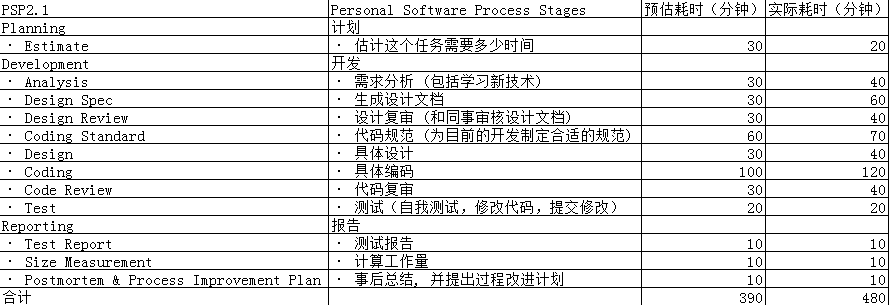 PSP2.1 Personal Software Process Stages 预估耗时（分钟） 实际耗时（分钟）
Planning 计划
· Estimate · 估计这个任务需要多少时间 30 20
Development 开发
· Analysis · 需求分析 (包括学习新技术) 30 40
· Design Spec · 生成设计文档 30 60
· Design Review · 设计复审 (和同事审核设计文档) 30 40
· Coding Standard · 代码规范 (为目前的开发制定合适的规范) 60 70
· Design · 具体设计 30 40
· Coding · 具体编码 100 120
· Code Review · 代码复审 30 40
· Test · 测试（自我测试，修改代码，提交修改） 20 20
Reporting 报告
· Test Report · 测试报告 10 10
· Size Measurement · 计算工作量 10 10
· Postmortem & Process Improvement Plan · 事后总结, 并提出过程改进计划 10 10
合计 390 480